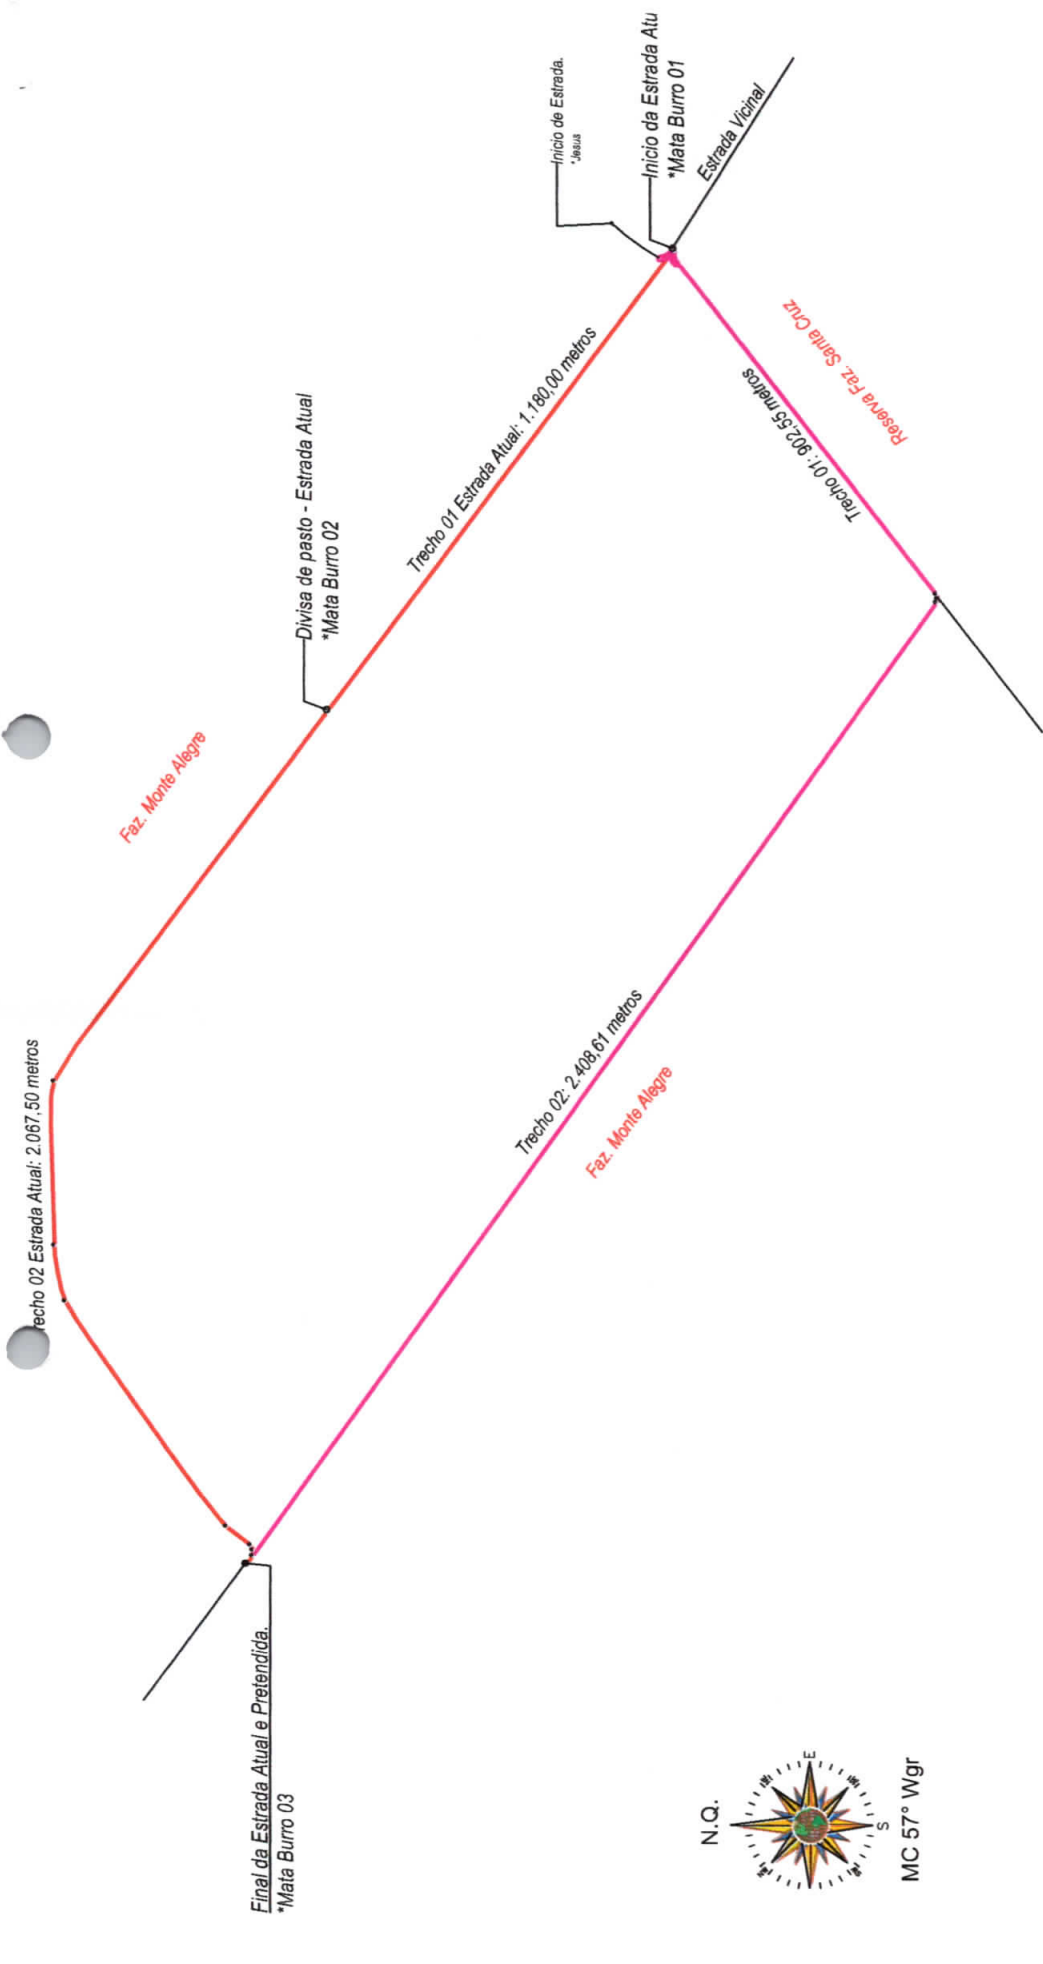 Inicio de Estrada.
*Jesus
Inicio da Estrada Atu
*Mata Burro 01
Estrada Vicinal
Reserva Faz. Santa Cruz
Trecho 01: 902,55 metros
Trecho 01 Estrada Atual: 1.180,00 metros
Divisa de pasto - Estrada Atual
*Mata Burro 02
Faz. Monte Alegre
recho 02 Estrada Atual: 2.067,50 metros
Trecho 02: 2.408,61 metros
Faz. Monte Alegre
Final da Estrada Atual e Pretendida.
*Mata Burro 03
N.Q.
E
S
MC 57° Wgr